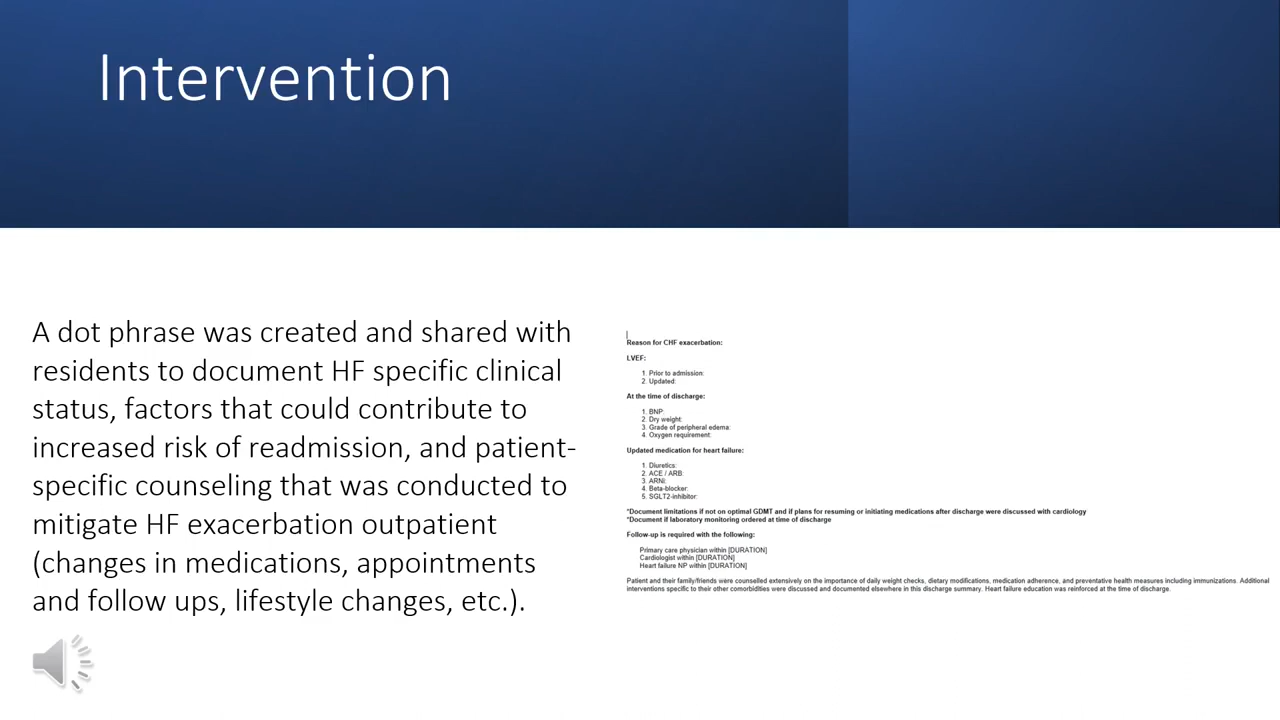 Intervention
A dot phrase was created and shared with
residents to document HF specific clinical
status, factors that could contribute to
increased risk of readmission, and patient-
specific counseling that was conducted to
mitigate HF exacerbation outpatient
(changes in medications, appointments
and follow ups, lifestyle changes, etc.).
Reason for CHF exacerbation:
LVEF:
1. Prior to admission:
2. Updated:
At the time of discharge:
1. BNP:
2. Dry weight:
3. Grade of peripheral edema:
4. Oxygen requirement:
Updated medication for heart failure:
1. Diuretics:
2. ACE / ARB:
3. ARNi:
4. Beta-blocker:
5. SGLT2-inhibitor:
*Document limitations if not on optimal GDMT and if plans for resuming or initiating medications after discharge were discussed with cardiology
*Document if laboratory monitoring ordered at time of discharge
Follow-up is required with the following:
Primary care physician within [DURATION]
Cardiologist within [DURATION]
Heart failure NP within [DURATION]
Patient and their family/friends were counselled extensively on the importance of daily weight checks, dietary modifications, medication adherence, and preventative health measures including immunizations. Additional
interventions specific to their other comorbidities were discussed and documented elsewhere in this discharge summary. Heart failure education was reinforced at the time of discharge.